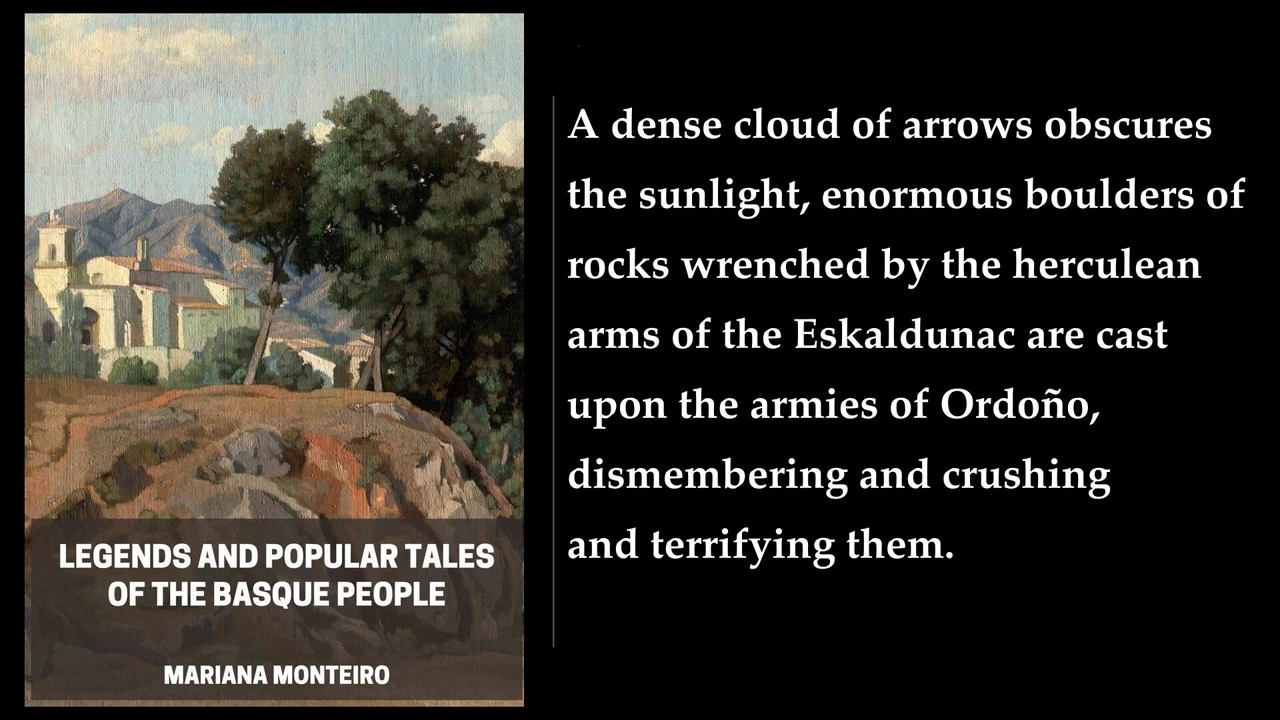 LEGENDS AND POPULAR TALES
OF THE BASQUE PEOPLE
MARIANA MONTEIRO
A dense cloud of arrows obscures
the sunlight, enormous boulders of
rocks wrenched by the herculean
arms of the Eskaldunac are cast
upon the armies of Ordoño,
dismembering and crushing
and terrifying them.